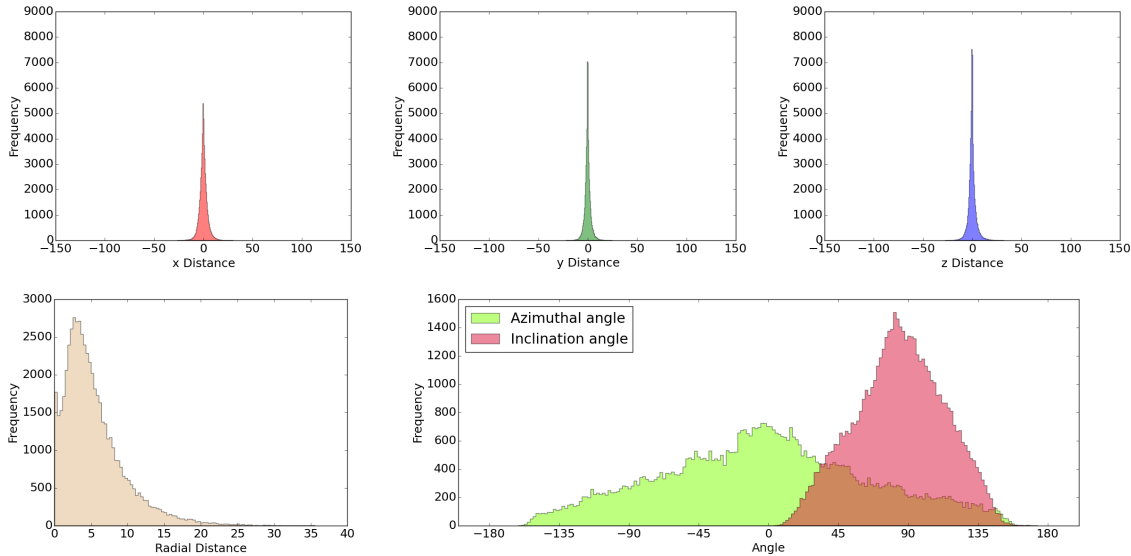 9000
8000
7000
6000
5000
4000
3000
2000
1000
0
Frequency
−150 −100 −50 0 50 100 150
x Distance
9000
8000
7000
6000
5000
4000
3000
2000
1000
0
Frequency
−150 −100 −50 0 50 100 150
y Distance
9000
8000
7000
6000
5000
4000
3000
2000
1000
0
Frequency
−150 −100 −50 0 50 100 150
z Distance
3000
2500
2000
1500
1000
500
0
Frequency
0 5 10 15 20 25 30 35 40
Radial Distance
1600
1400
1200
1000
800
600
400
200
0
Frequency
Azimuthal angle
Inclination angle
−180 −135 −90 −45 0 45 90 135 180
Angle